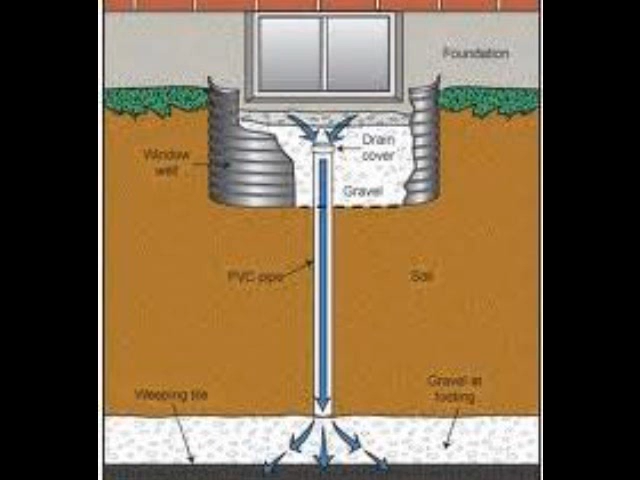 Foundation
Drain
cover
Window
well
Gravel
PVC pipe
Soil
Gravel at
footing
Weeping tile